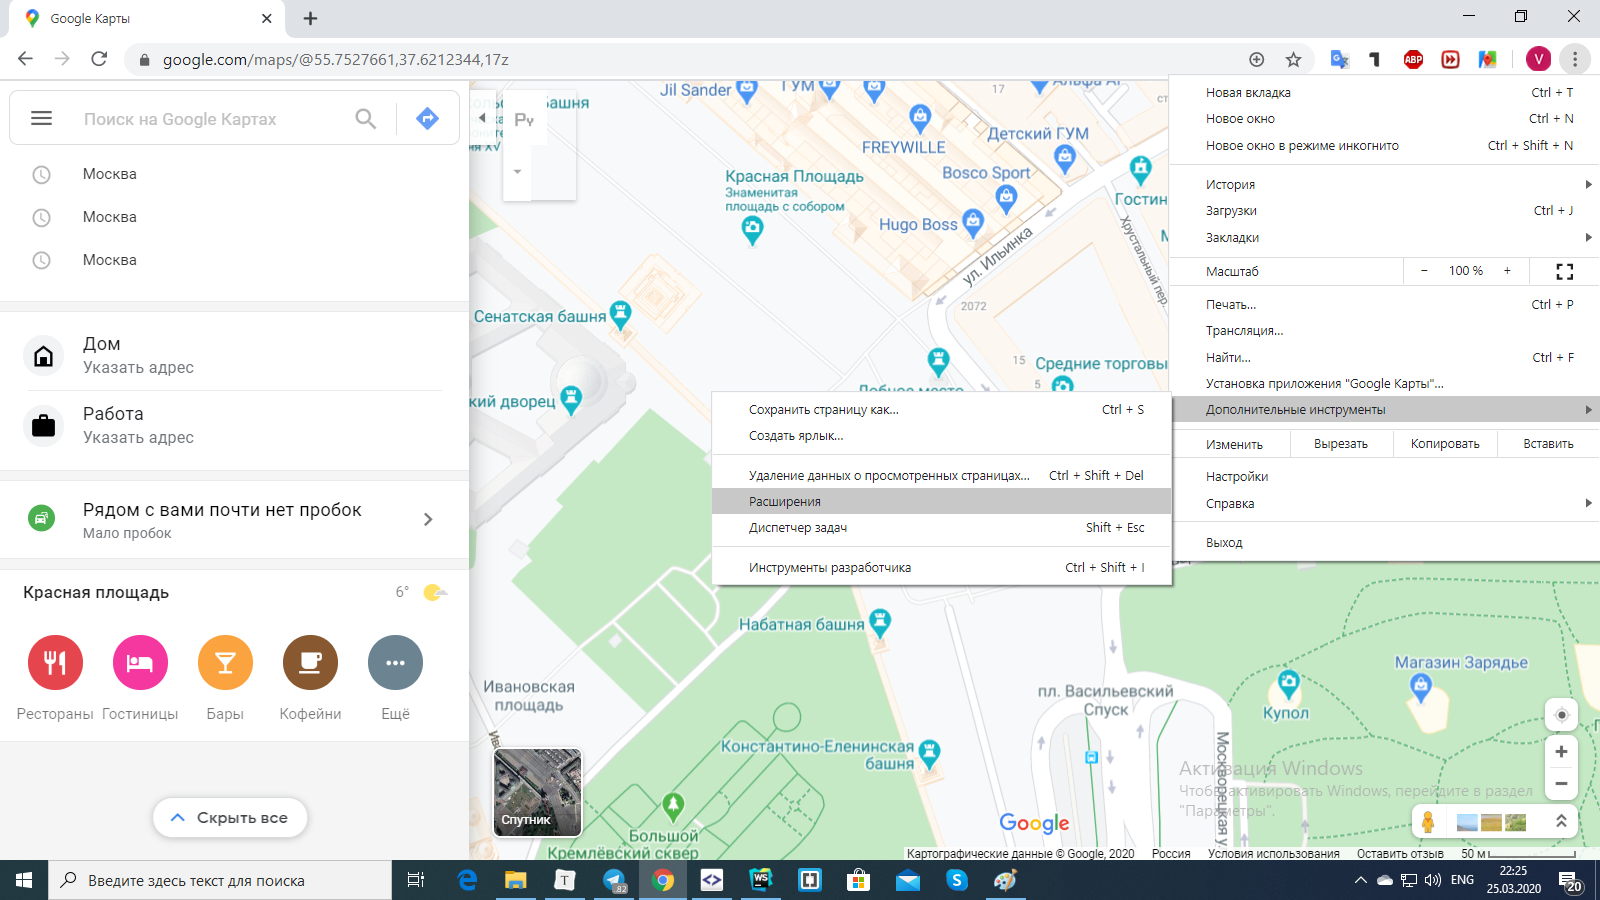 Google Карты
google.com/maps/@55.7527661,37.6212344,17z
ABP
V
Поиск на Google Картах
Москва
Москва
Москва
Дом
Указать адрес
Работа
Указать адрес
Рядом с вами почти нет пробок
Мало пробок
Красная площадь
6°
Рестораны
Гостиницы
Бары
Кофейни
Ещё
Скрыть все
Jil Sander
ГУМ
17
башня
Ру
FREYWILLE
Детский ГУМ
Bosco Sport
Красная Площадь
Знаменитая
площадь с собором
Hugo Boss
Гостин
ул. Ильинка
Хрустальный пер.
2072
Сенатская башня
15
5
Средние торговы
Лобное место
кий дворец
Набатная башня
Ивановская
площадь
пл. Васильевский
Спуск
Магазин Зарядье
Купол
Константино-Еленинская
башня
Москворецкая у
Большой
Кремлёвский сквер
Спутник
Google
Активация Windows
Чтобы активировать Windows, перейдите в раздел
"Параметры".
Картографические данные © Google, 2020
Россия
Условия использования
Оставить отзыв
50 м
Новая вкладка
Ctrl + T
Новое окно
Ctrl + N
Новое окно в режиме инкогнито
Ctrl + Shift + N
История
Загрузки
Ctrl + J
Закладки
Масштаб
− 100 % +
Печать...
Ctrl + P
Трансляция...
Найти...
Ctrl + F
Установка приложения "Google Карты"...
Дополнительные инструменты
Изменить
Вырезать
Копировать
Вставить
Настройки
Справка
Выход
Сохранить страницу как...
Ctrl + S
Создать ярлык...
Удаление данных о просмотренных страницах...
Ctrl + Shift + Del
Расширения
Диспетчер задач
Shift + Esc
Инструменты разработчика
Ctrl + Shift + I
Введите здесь текст для поиска
T
82
WS
ENG
22:25
25.03.2020
20